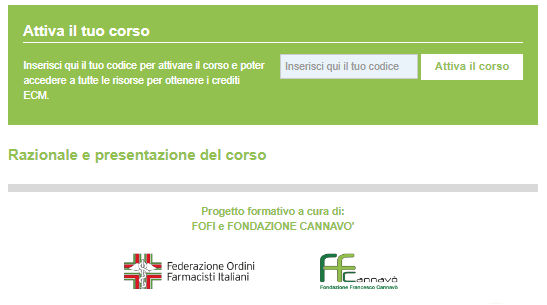 Attiva il tuo corso
Inserisci qui il tuo codice per attivare il corso e poter
accedere a tutte le risorse per ottenere i crediti
ECM.
Inserisci qui il tuo codice
Attiva il corso
Razionale e presentazione del corso
Progetto formativo a cura di:
FOFI e FONDAZIONE CANNAVO'
Federazione Ordini
Farmacisti Italiani
FFCannavò
Fondazione Francesco Cannavò